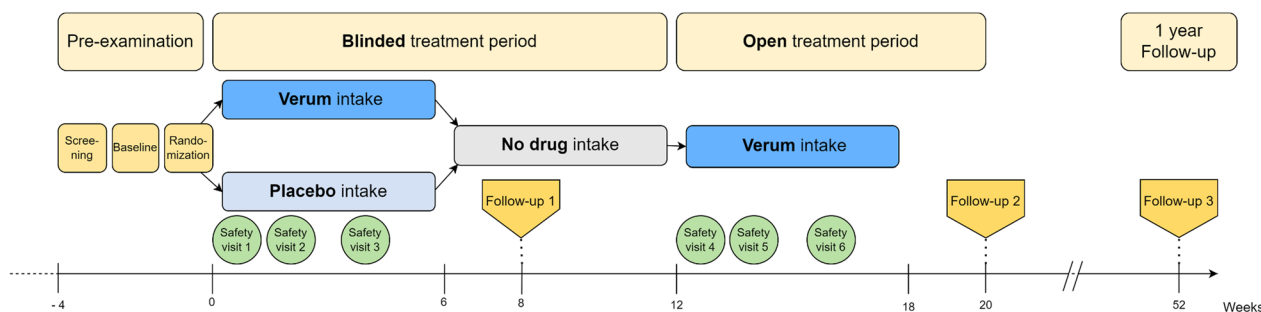 Pre-examination
Blinded treatment period
Open treatment period
1 year
Follow-up
Verum intake
Scree-
ning
Baseline
Rando-
mization
No drug intake
Verum intake
Placebo intake
Follow-up 1
Follow-up 2
Follow-up 3
Safety
visit 1
Safety
visit 2
Safety
visit 3
Safety
visit 4
Safety
visit 5
Safety
visit 6
- 4 0 6 8 12 18 20 52 Weeks